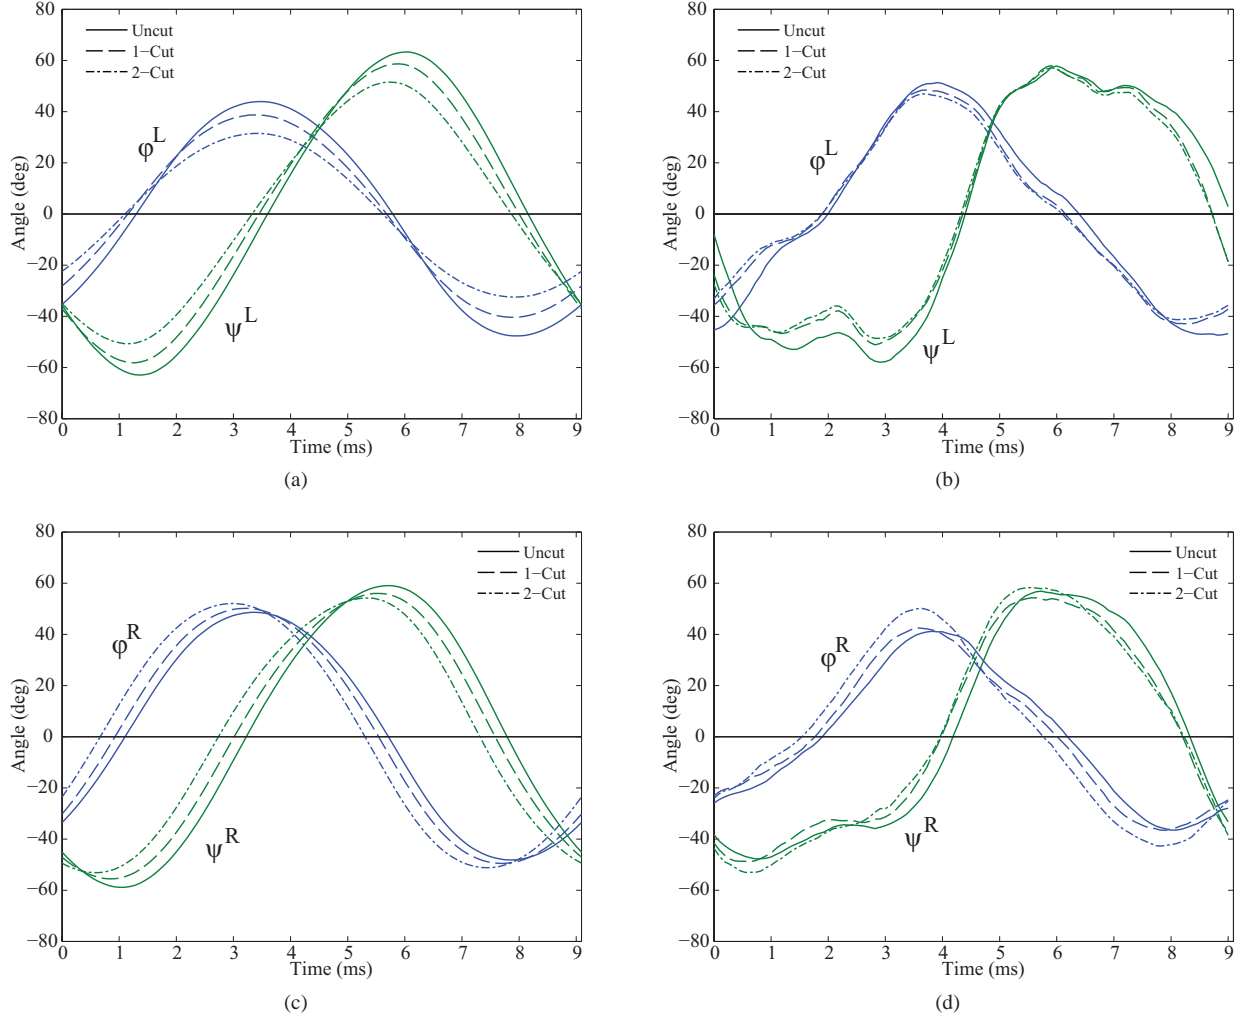 80
60
40
20
0
−20
−40
−60
−80
Angle (deg)
Uncut
1−Cut
2−Cut
φL
ψL
0 1 2 3 4 5 6 7 8 9
Time (ms)
(a)
80
60
40
20
0
−20
−40
−60
−80
Angle (deg)
Uncut
1−Cut
2−Cut
φL
ψL
0 1 2 3 4 5 6 7 8 9
Time (ms)
(b)
80
60
40
20
0
−20
−40
−60
−80
Angle (deg)
Uncut
1−Cut
2−Cut
φR
ψR
0 1 2 3 4 5 6 7 8 9
Time (ms)
(c)
80
60
40
20
0
−20
−40
−60
−80
Angle (deg)
Uncut
1−Cut
2−Cut
φR
ψR
0 1 2 3 4 5 6 7 8 9
Time (ms)
(d)